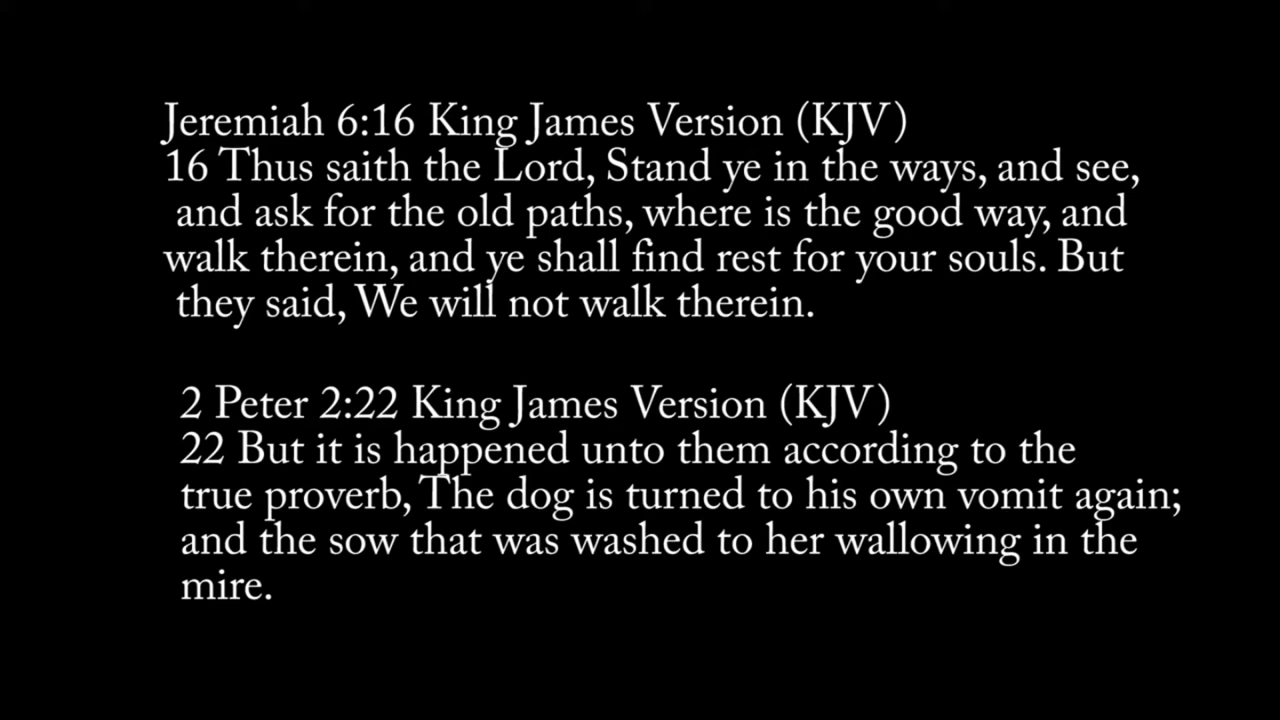 Jeremiah 6:16 King James Version (KJV)
16 Thus saith the Lord, Stand ye in the ways, and see,
and ask for the old paths, where is the good way, and
walk therein, and ye shall find rest for your souls. But
they said, We will not walk therein.
2 Peter 2:22 King James Version (KJV)
22 But it is happened unto them according to the
true proverb, The dog is turned to his own vomit again;
and the sow that was washed to her wallowing in the
mire.